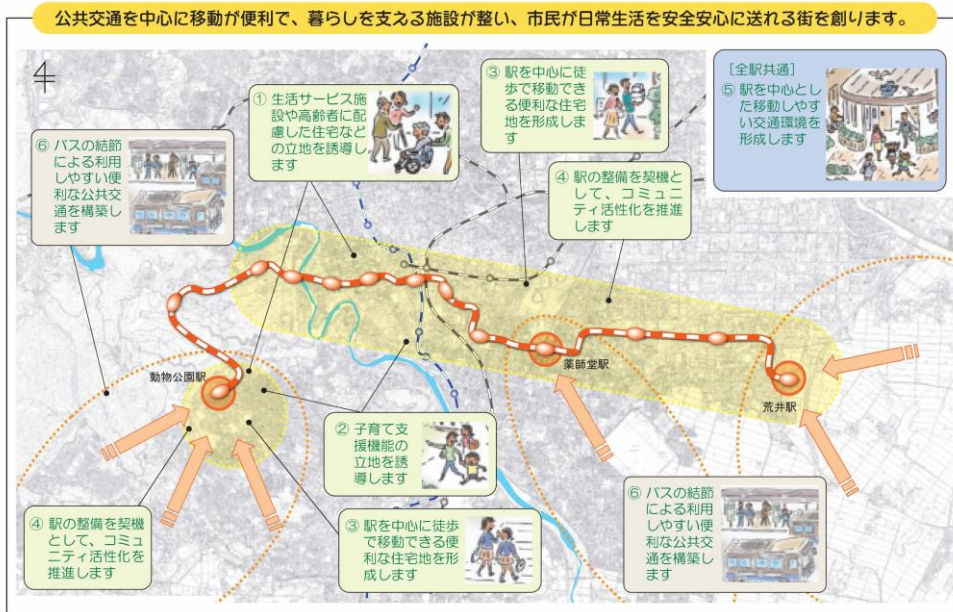 公共交通を中心に移動が便利で、暮らしを支える施設が整い、市民が日常生活を安全安心に送れる街を創ります。
① 生活サービス施
設や高齢者に配
慮した住宅など
の立地を誘導し
ます
③ 駅を中心に徒
歩で移動でき
る便利な住宅
地を形成しま
す
[全駅共通]
⑤ 駅を中心とし
た移動しやす
い交通環境を
形成します
⑥ バスの結節
による利用
しやすい便
利な公共交
通を構築し
ます
④ 駅の整備を契機と
して、コミュニ
ティ活性化を推進
します
動物公園駅
薬師堂駅
荒井駅
② 子育て支
援機能の
立地を誘
導します
④ 駅の整備を契機
として、コミュ
ニティ活性化を
推進します
③ 駅を中心に徒歩
で移動できる便
利な住宅地を形
成します
⑥ バスの結節
による利用
しやすい便
利な公共交
通を構築し
ます